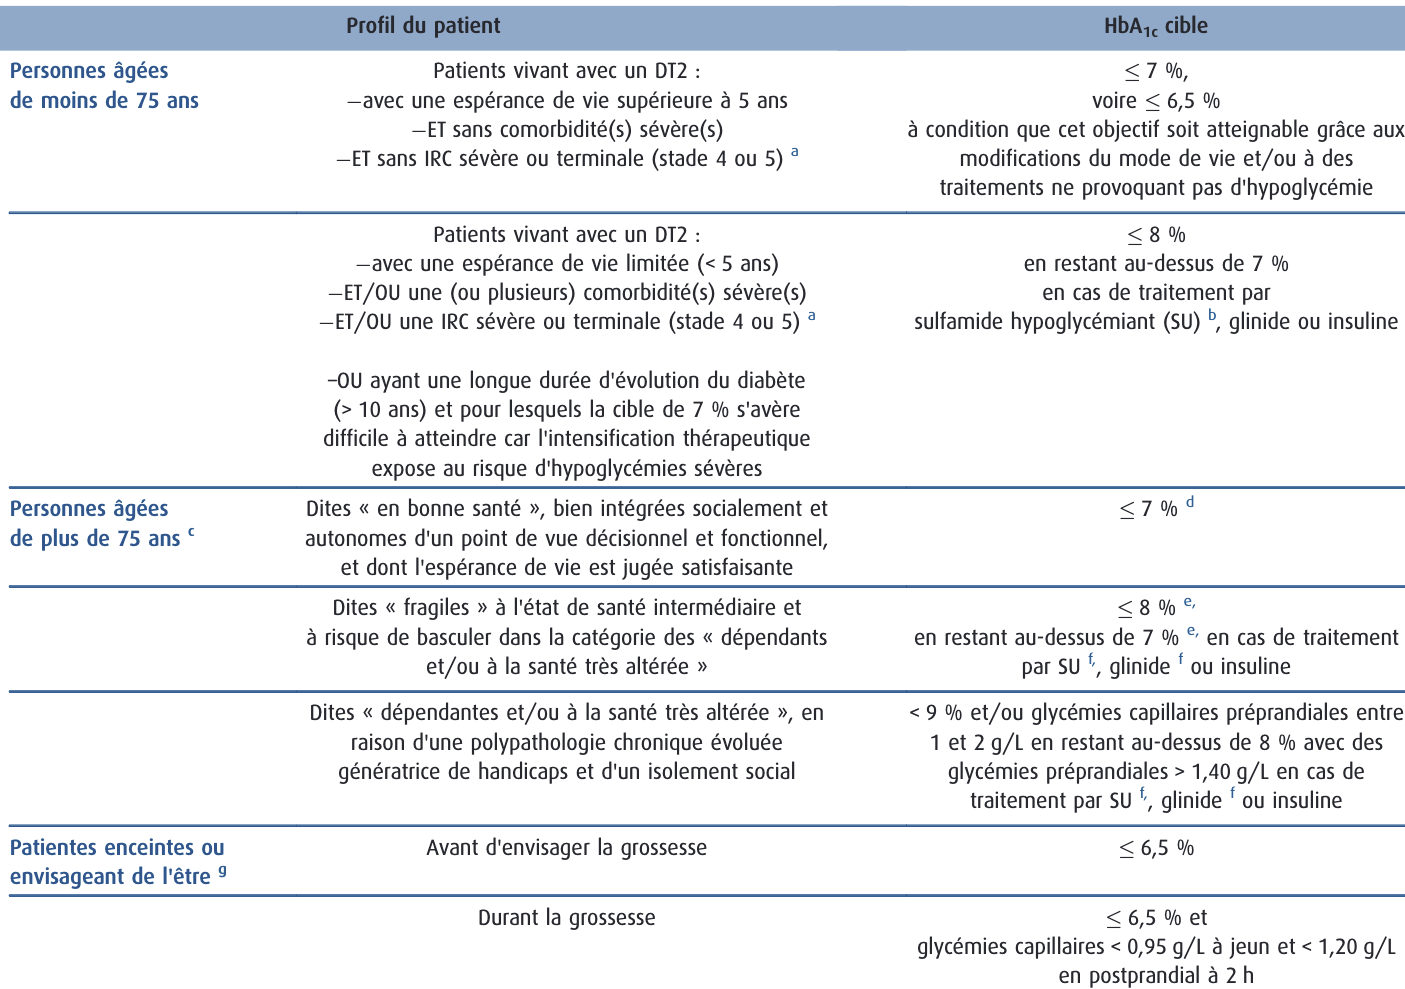 Profil du patient
HbA1c cible
Personnes âgées
de moins de 75 ans
Patients vivant avec un DT2 :
–avec une espérance de vie supérieure à 5 ans
–ET sans comorbidité(s) sévère(s)
–ET sans IRC sévère ou terminale (stade 4 ou 5) a
≤ 7 %,
voire ≤ 6,5 %
à condition que cet objectif soit atteignable grâce aux
modifications du mode de vie et/ou à des
traitements ne provoquant pas d'hypoglycémie
Patients vivant avec un DT2 :
–avec une espérance de vie limitée (< 5 ans)
–ET/OU une (ou plusieurs) comorbidité(s) sévère(s)
–ET/OU une IRC sévère ou terminale (stade 4 ou 5) a
–OU ayant une longue durée d'évolution du diabète
(> 10 ans) et pour lesquels la cible de 7 % s'avère
difficile à atteindre car l'intensification thérapeutique
expose au risque d'hypoglycémies sévères
≤ 8 %
en restant au-dessus de 7 %
en cas de traitement par
sulfamide hypoglycémiant (SU) b, glinide ou insuline
Personnes âgées
de plus de 75 ans c
Dites « en bonne santé », bien intégrées socialement et
autonomes d'un point de vue décisionnel et fonctionnel,
et dont l'espérance de vie est jugée satisfaisante
≤ 7 % d
Dites « fragiles » à l'état de santé intermédiaire et
à risque de basculer dans la catégorie des « dépendants
et/ou à la santé très altérée »
≤ 8 % e,
en restant au-dessus de 7 % e, en cas de traitement
par SU f,, glinide f ou insuline
Dites « dépendantes et/ou à la santé très altérée », en
raison d'une polypathologie chronique évoluée
génératrice de handicaps et d'un isolement social
< 9 % et/ou glycémies capillaires préprandiales entre
1 et 2 g/L en restant au-dessus de 8 % avec des
glycémies préprandiales > 1,40 g/L en cas de
traitement par SU f,, glinide f ou insuline
Patientes enceintes ou
envisageant de l'être g
Avant d'envisager la grossesse
≤ 6,5 %
Durant la grossesse
≤ 6,5 % et
glycémies capillaires < 0,95 g/L à jeun et < 1,20 g/L
en postprandial à 2 h